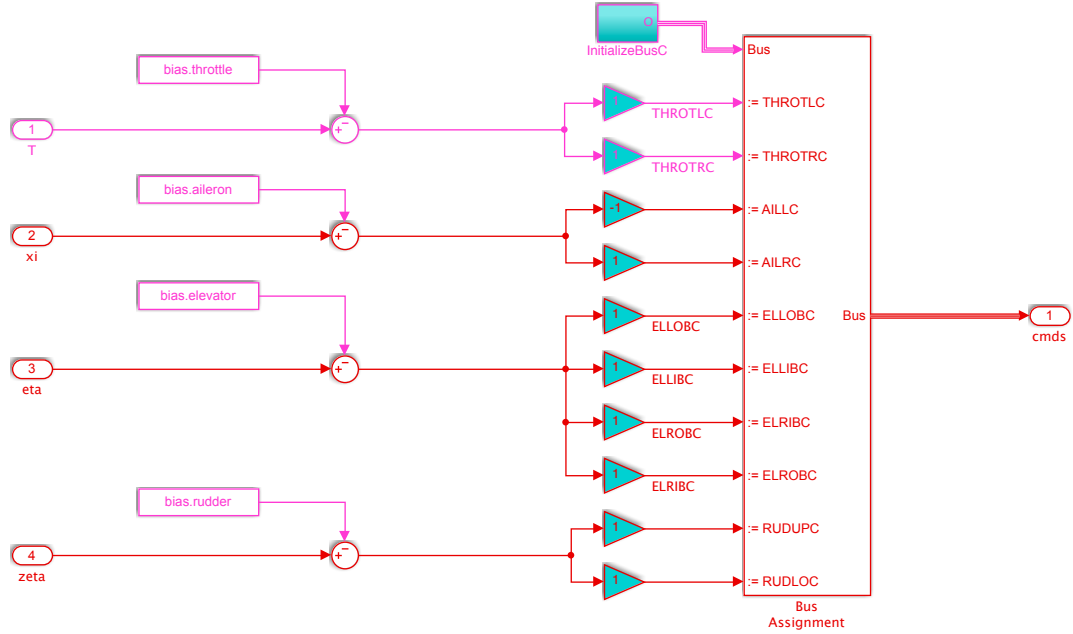 O
InitializeBusC
Bus
bias.throttle
1
:= THROTLC
THROTLC
1
+
−
T
1
:= THROTRC
THROTRC
bias.aileron
-1
:= AILLC
2
+
−
xi
1
:= AILRC
bias.elevator
1
:= ELLOBC
Bus
1
ELLOBC
cmds
3
+
−
eta
1
:= ELLIBC
ELLIBC
1
:= ELRIBC
ELROBC
1
:= ELROBC
ELRIBC
bias.rudder
1
:= RUDUPC
4
+
−
zeta
1
:= RUDLOC
Bus
Assignment